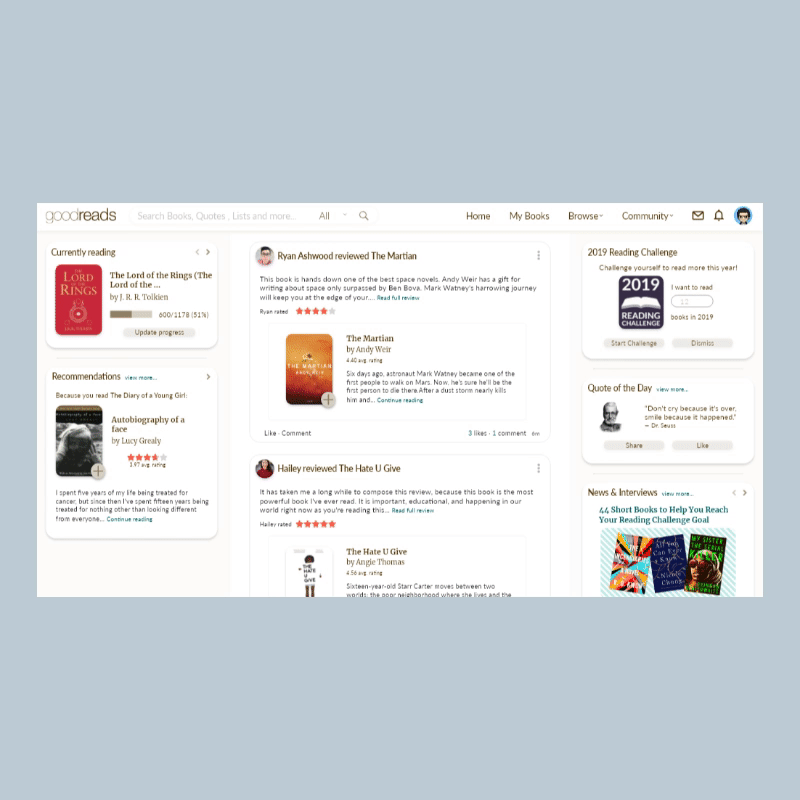 goodreads
Search Books, Quotes , Lists and more...
All
Home
My Books
Browse
Community
Currently reading
THE
LORD
OF THE
RINGS
The Lord of the Rings (The
Lord of the ...
by J. R. R. Tolkien
600/1178 (51%)
Update progress
Recommendations view more...
Because you read The Diary of a Young Girl:
Autobiography of a
face
by Lucy Grealy
3.97 avg. rating
I spent five years of my life being treated for
cancer, but since then I've spent fifteen years being
treated for nothing other than looking different
from everyone... Continue reading
Ryan Ashwood reviewed The Martian
This book is hands down one of the best space novels. Andy Weir has a gift for
writing about space only surpassed by Ben Bova. Mark Watney's harrowing journey
will keep you at the edge of your.... Read full review
Ryan rated
THE MARTIAN
ANDY WEIR
The Martian
by Andy Weir
4.40 avg. rating
Six days ago, astronaut Mark Watney became one of the
first people to walk on Mars. Now, he's sure he'll be the
first person to die there.After a dust storm nearly kills
him and... Continue reading
Like · Comment
3 likes · 1 comment
Hailey reviewed The Hate U Give
It has taken me a long while to compose this review, because this book is the most
powerful book I've ever read. It is important, educational, and happening in our
world right now as you're reading this... Read full review
Hailey rated
THE
HATE
U
GIVE
The Hate U Give
by Angie Thomas
4.56 avg. rating
Sixteen-year-old Starr Carter moves between two
worlds: the poor neighborhood where she lives and the
2019 Reading Challenge
Challenge yourself to read more this year!
2019
READING
CHALLENGE
I want to read
12
books in 2019
Start Challenge
Dismiss
Quote of the Day view more...
"Don't cry because it's over,
smile because it happened."
― Dr. Seuss
Share
Like
News & Interviews view more...
44 Short Books to Help You Reach
Your Reading Challenge Goal
All You
Can Ever
Know
Nicole
Chung
MY SISTER
THE SERIAL
KILLER